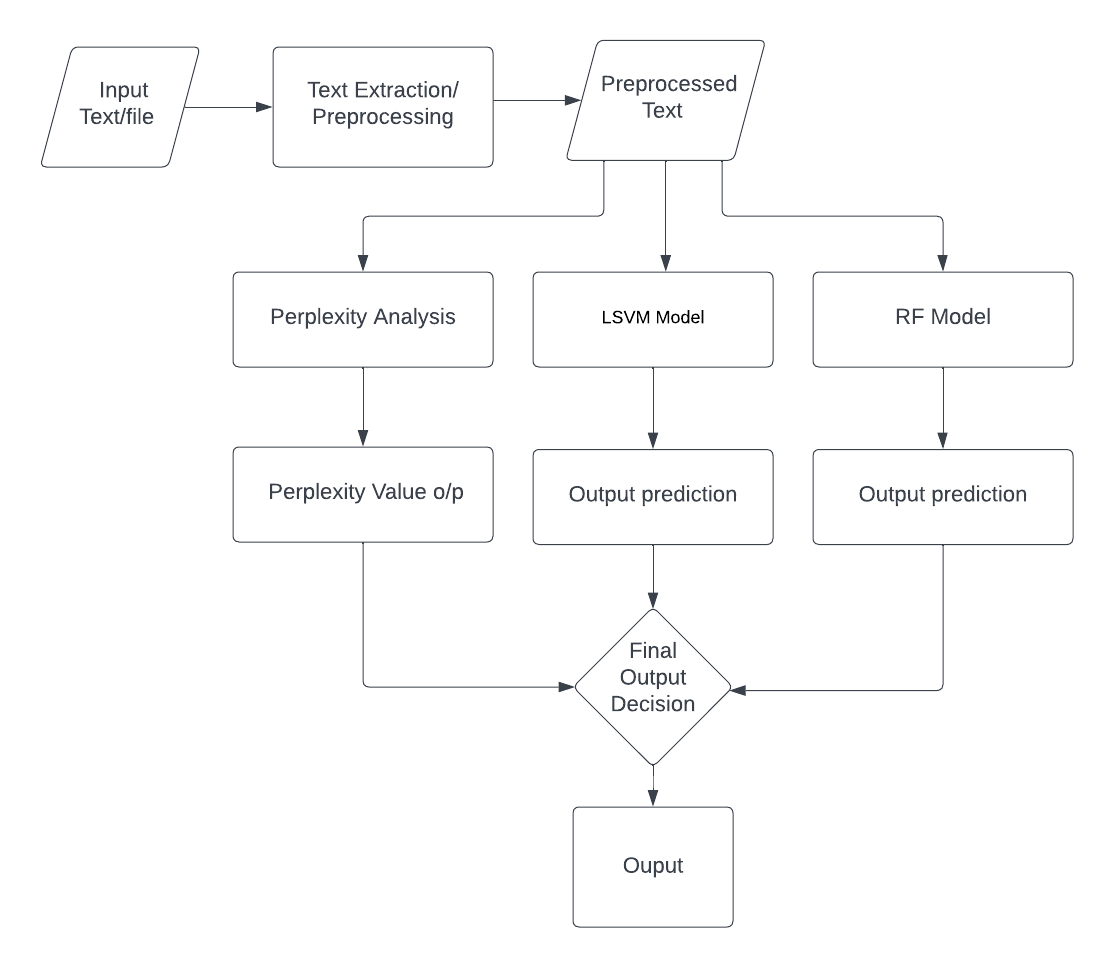 Input
Text/file
Text Extraction/
Preprocessing
Preprocessed
Text
Perplexity Analysis
LSVM Model
RF Model
Perplexity Value o/p
Output prediction
Output prediction
Final
Output
Decision
Ouput